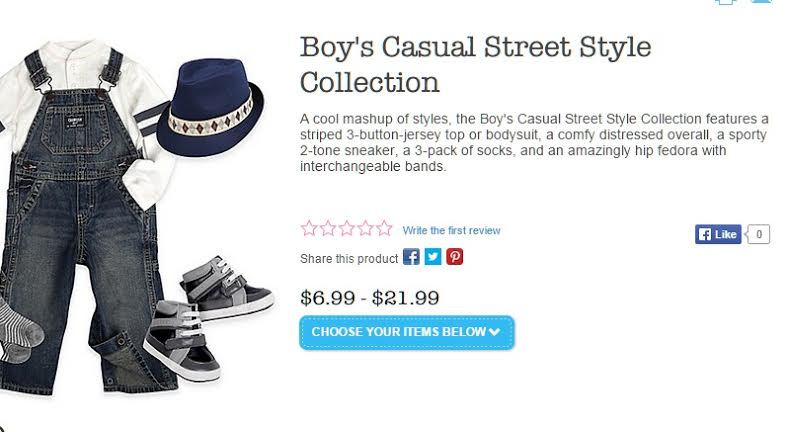 Boy's Casual Street Style
Collection
A cool mashup of styles, the Boy's Casual Street Style Collection features a
striped 3-button-jersey top or bodysuit, a comfy distressed overall, a sporty
2-tone sneaker, a 3-pack of socks, and an amazingly hip fedora with
interchangeable bands.
Write the first review
Like 0
Share this product
$6.99 - $21.99
CHOOSE YOUR ITEMS BELOW